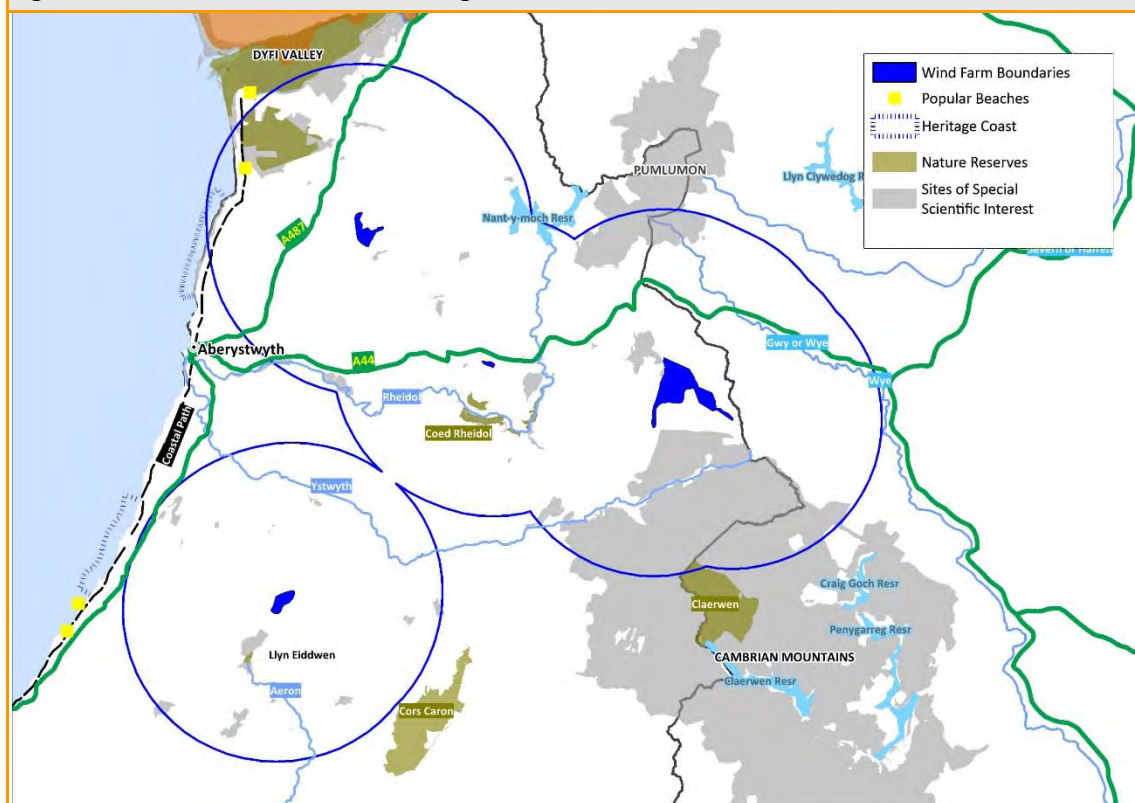 DYFI VALLEY
Wind Farm Boundaries
Popular Beaches
Heritage Coast
Nature Reserves
Sites of Special
Scientific Interest
PUMLUMON
Llyn Clywedog R
Nant-y-moch Resr
A487
Aberystwyth
A44
Gwy or Wye
Wye
Rheidol
Coed Rheidol
Coastal Path
Ystwyth
Craig Goch Resr
Claerwen
Penygarreg Resr
Llyn Eiddwen
CAMBRIAN MOUNTAINS
Claerwen Resr
Aeron
Cors Caron